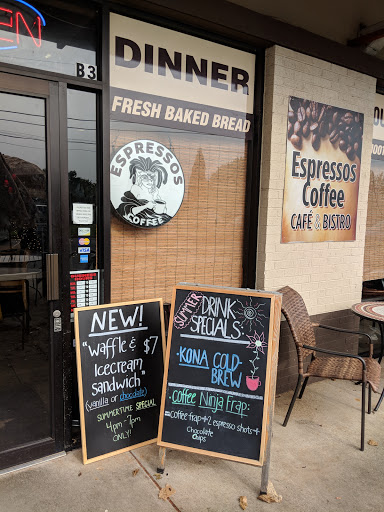 EN
B3
DINNER
FRESH BAKED BREAD
ESPRESSOS
COFFEE
Espressos
Coffee
CAFÉ & BISTRO
NEW!
"Waffle & $7
Icecream
sandwich"
(vanilla or chocolate)
SUMMERTIME SPECIAL
4pm - 7pm
ONLY!
SUMMER
DRINK
SPECIALS:
·KONA COLD
BREW
·Coffee Ninja Frap:
Coffee frap + 2 espresso shots +
Chocolate
Chips
VISA